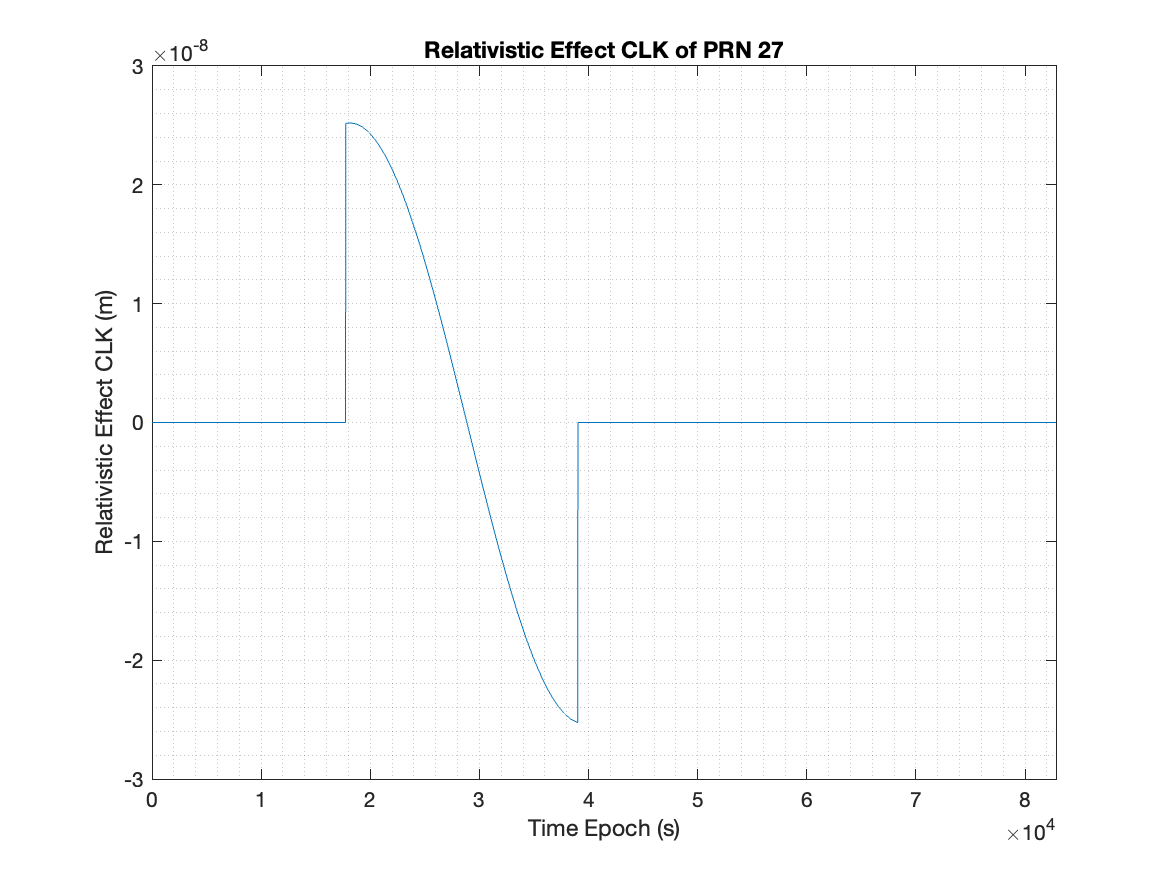 Relativistic Effect CLK of PRN 27
×10-8
3
2
1
0
-1
-2
-3
Relativistic Effect CLK (m)
0 1 2 3 4 5 6 7 8
Time Epoch (s)
×104